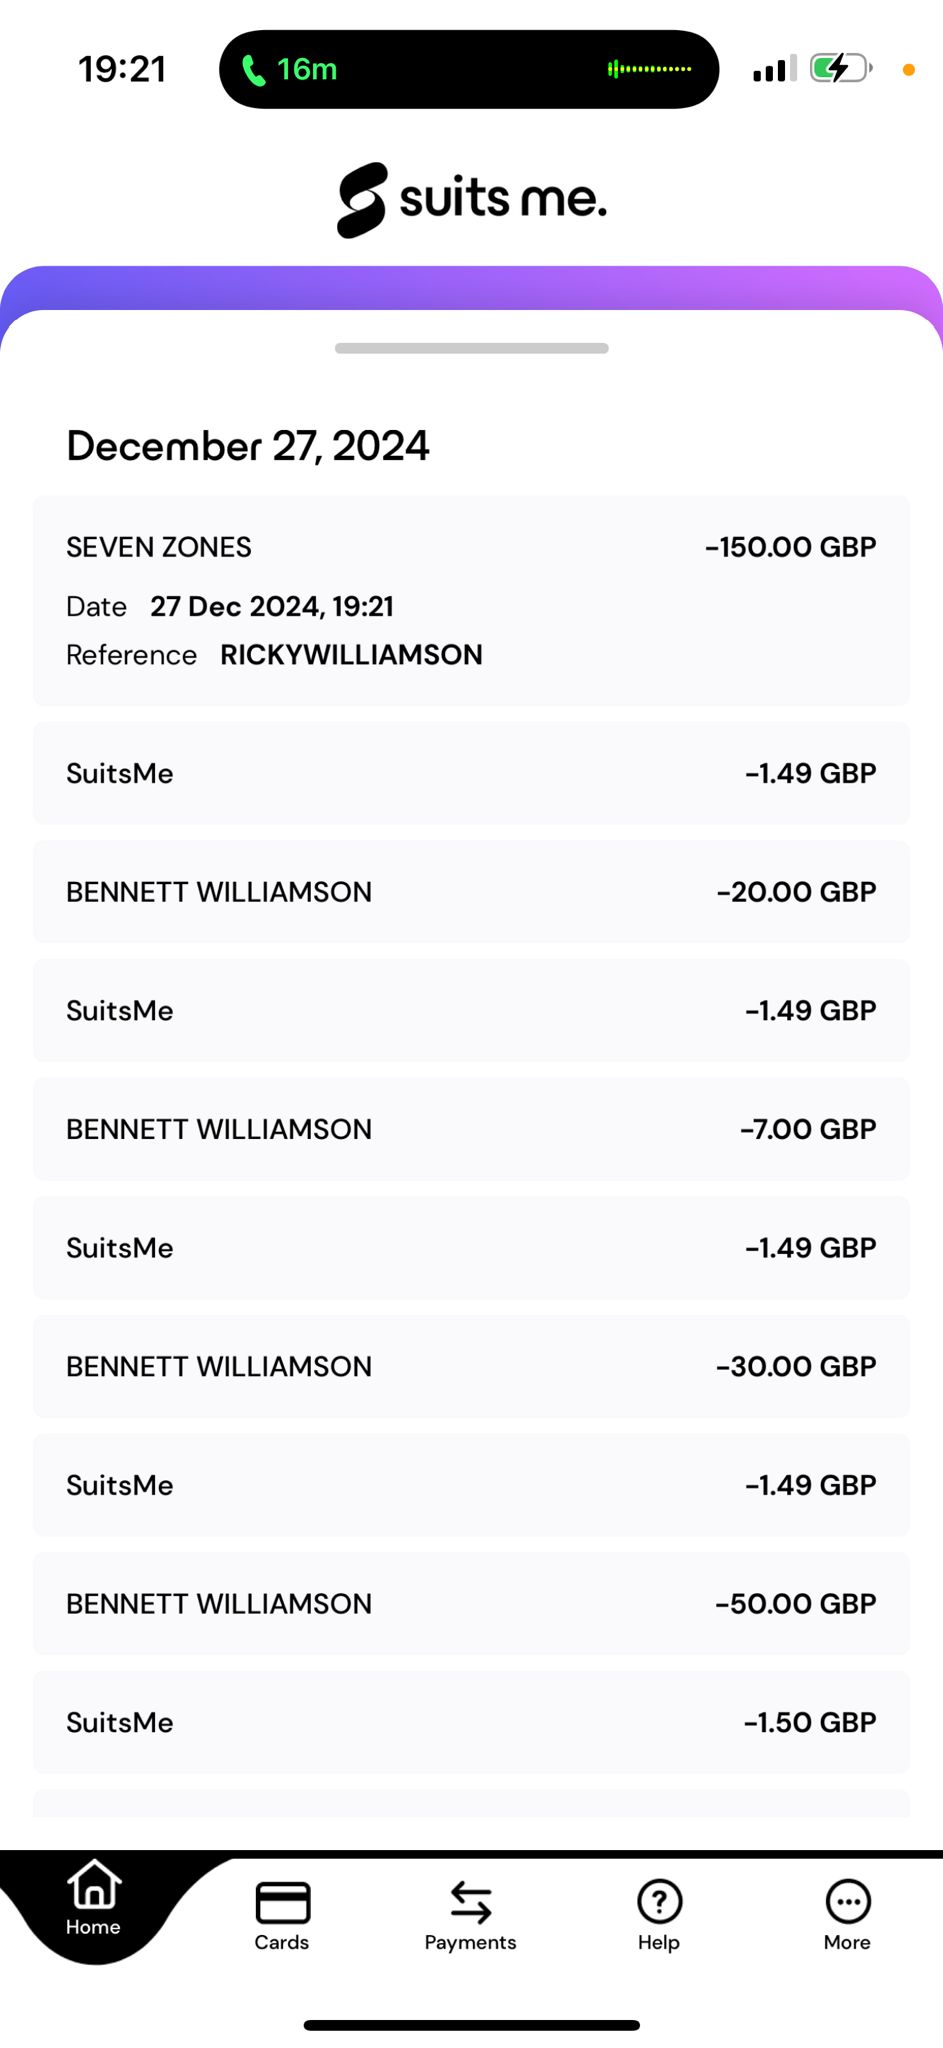 19:21
16m
suits me.
December 27, 2024
SEVEN ZONES -150.00 GBP
Date 27 Dec 2024, 19:21
Reference RICKYWILLIAMSON
SuitsMe -1.49 GBP
BENNETT WILLIAMSON -20.00 GBP
SuitsMe -1.49 GBP
BENNETT WILLIAMSON -7.00 GBP
SuitsMe -1.49 GBP
BENNETT WILLIAMSON -30.00 GBP
SuitsMe -1.49 GBP
BENNETT WILLIAMSON -50.00 GBP
SuitsMe -1.50 GBP
Home Cards Payments Help More